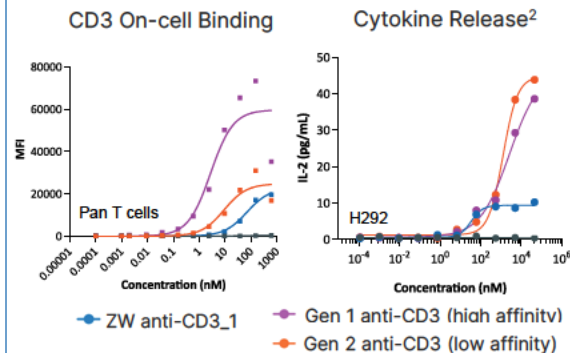 CD3 On-cell Binding
Cytokine Release2
80000
60000
40000
20000
0
MFI
Pan T cells
0.00001
0.0001
0.001
0.01
0.1
1
10
100
1000
Concentration (nM)
50
40
30
20
10
0
IL-2 (pg/mL)
H292
10-4
10-2
100
102
104
106
Concentration (nM)
ZW anti-CD3_1
Gen 1 anti-CD3 (high affinity)
Gen 2 anti-CD3 (low affinity)